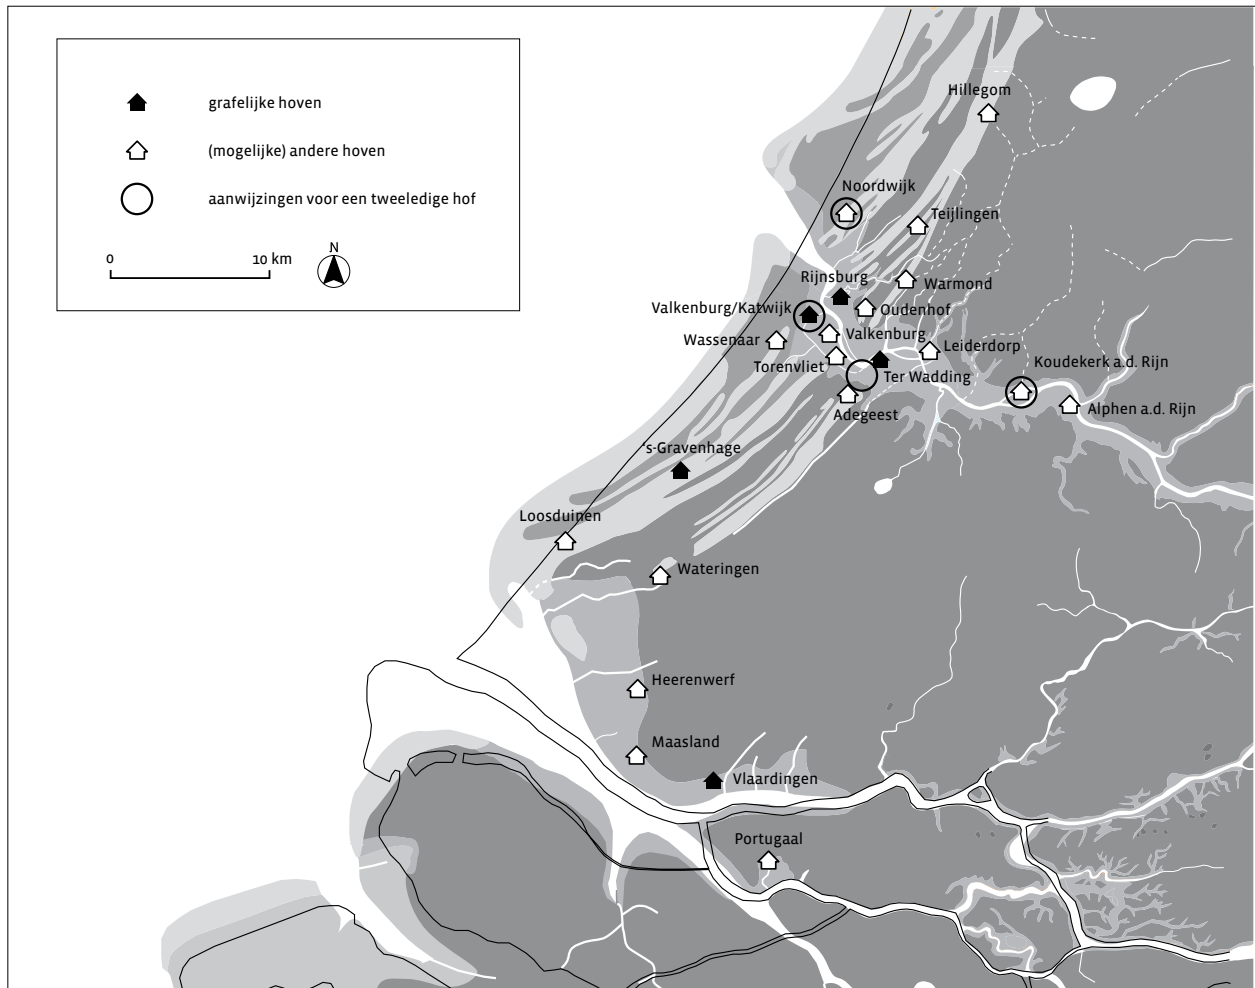 grafelijke hoven
(mogelijke) andere hoven
aanwijzingen voor een tweeledige hof
0 10 km
N
Hillegom
Noordwijk
Teijlingen
Rijnsburg
Warmond
Valkenburg/Katwijk
Oudenhof
Wassenaar
Valkenburg
Leiderdorp
Torenvliet
Koudekerk a.d. Rijn
Ter Wadding
Adegeest
Alphen a.d. Rijn
's-Gravenhage
Loosduinen
Wateringen
Heerenwerf
Maasland
Vlaardingen
Portugaal